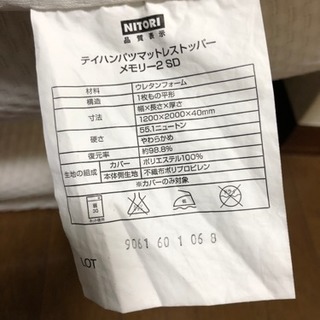 NITORI
品質表示
テイハンパツマットレストッパー
メモリー2 SD
材料 ウレタンフォーム
構造 1枚もの平形
寸法 幅×長さ×厚さ
1200×2000×40mm
硬さ 55.1ニュートン
やわらかめ
復元率 約98.8%
生地の組成 カバー ポリエステル100%
本体側生地 不織布ポリプロピレン
※カバーのみ対象
9061 60 1 06 8
LOT